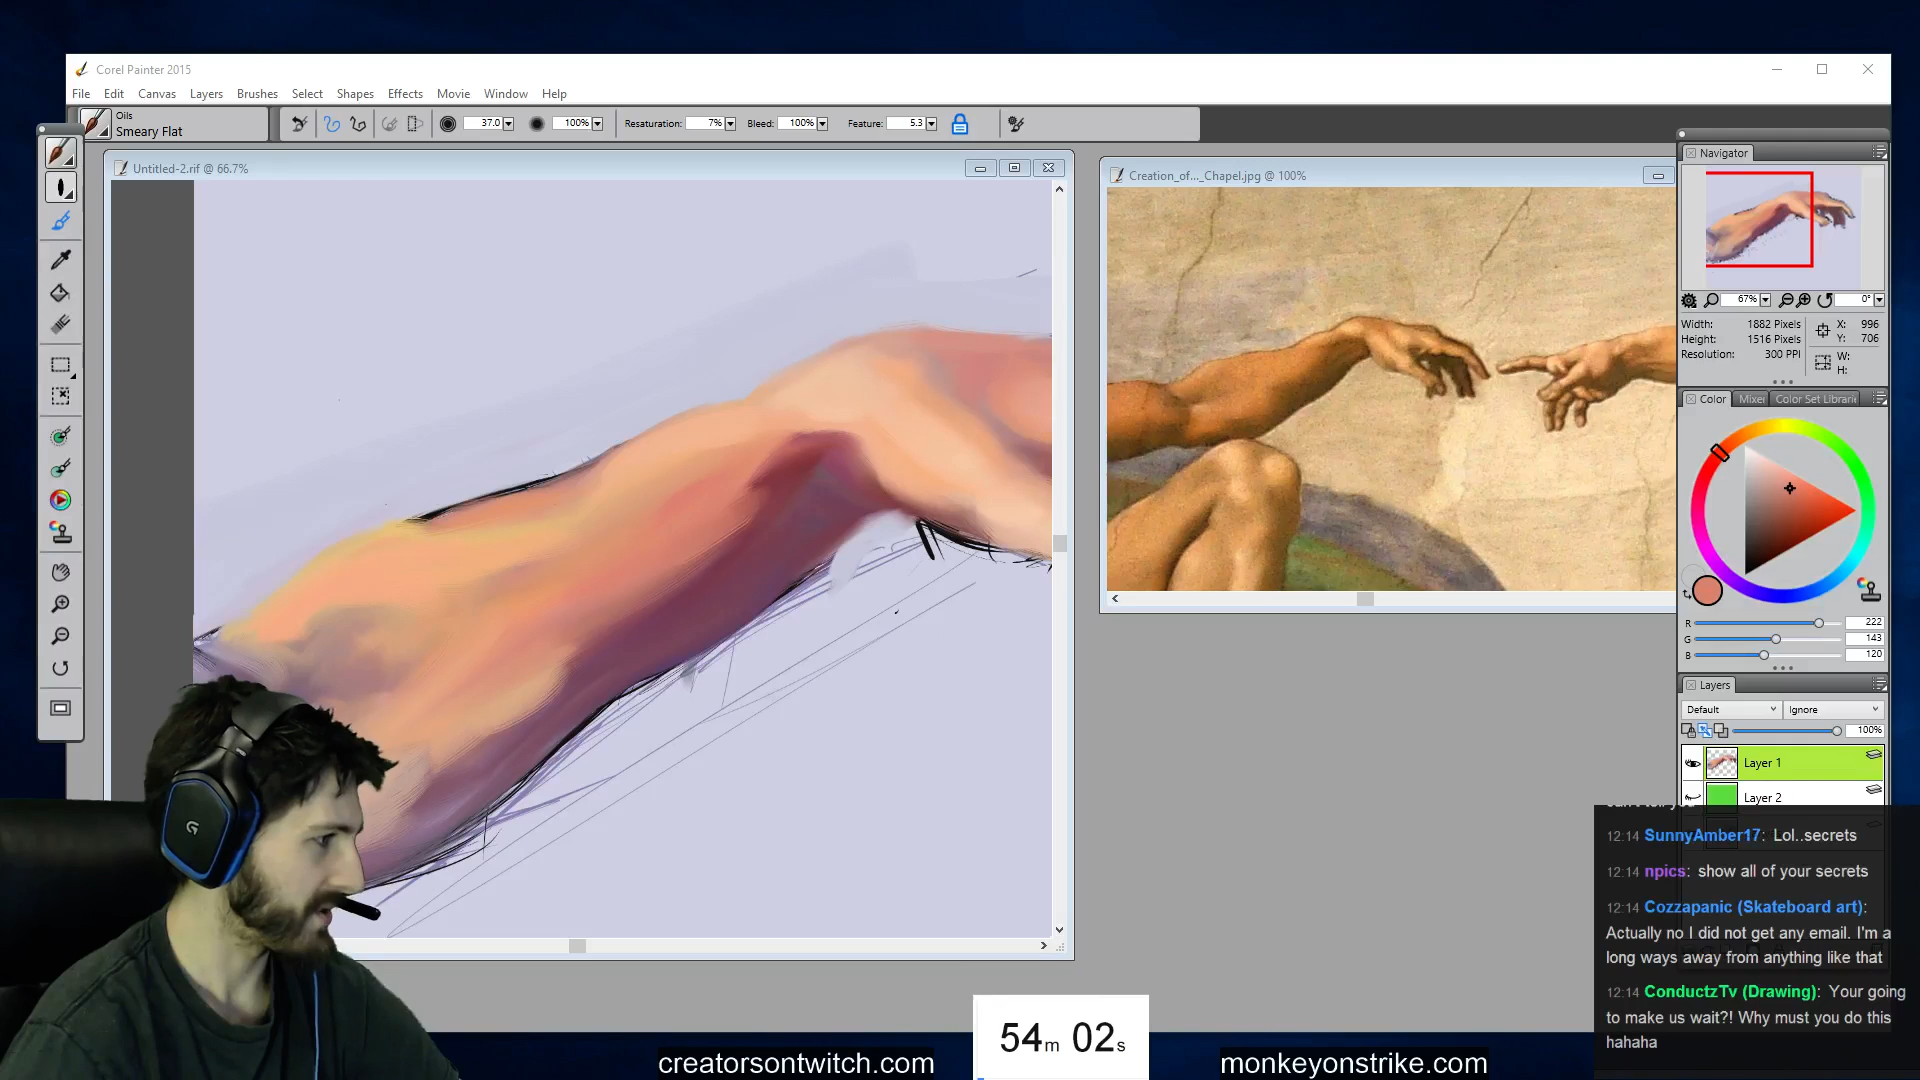 Corel Painter 2015
File Edit Canvas Layers Brushes Select Shapes Effects Movie Window Help
Oils
Smeary Flat
37.0 100% Resaturation: 7% Bleed: 100% Feature: 5.3
Untitled-2.rif @ 66.7%
Creation_of..._Chapel.jpg @ 100%
Navigator
67% 0°
Width: 1882 Pixels X: 996
Height: 1516 Pixels Y: 706
Resolution: 300 PPI W:
H:
Color Mixer Color Set Librari
R 222
G 143
B 120
Layers
Default Ignore
100%
Layer 1
Layer 2
12:14 SunnyAmber17: Lol..secrets
12:14 npics: show all of your secrets
12:14 Cozzapanic (Skateboard art):
Actually no I did not get any email. I'm a
long ways away from anything like that
12:14 ConductzTv (Drawing): Your going
to make us wait?! Why must you do this
hahaha
54m 02s
creatorsontwitch.com
monkeyonstrike.com